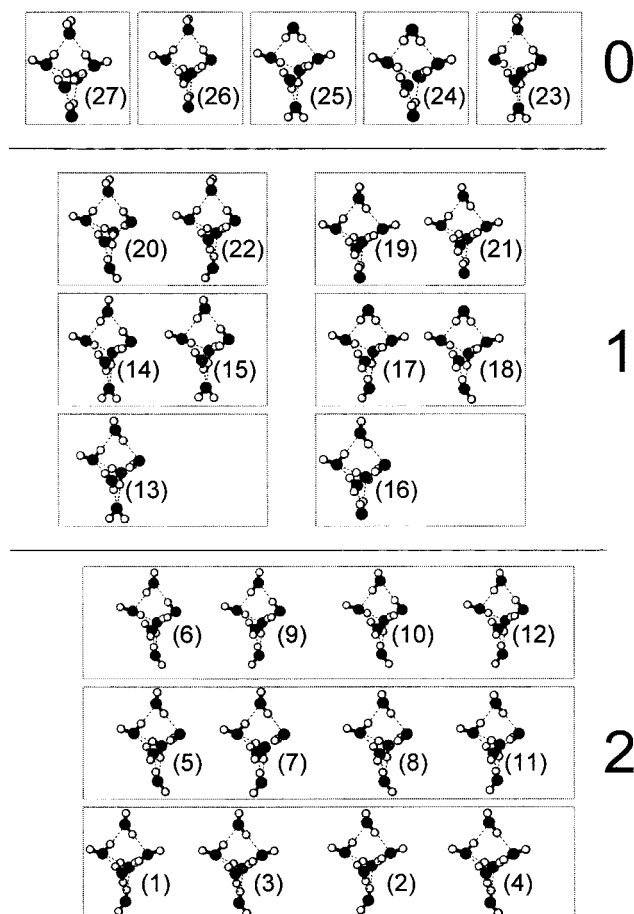 (27) (26) (25) (24) (23)
0
(20) (22) (19) (21)
(14) (15) (17) (18)
1
(13) (16)
(6) (9) (10) (12)
(5) (7) (8) (11)
2
(1) (3) (2) (4)